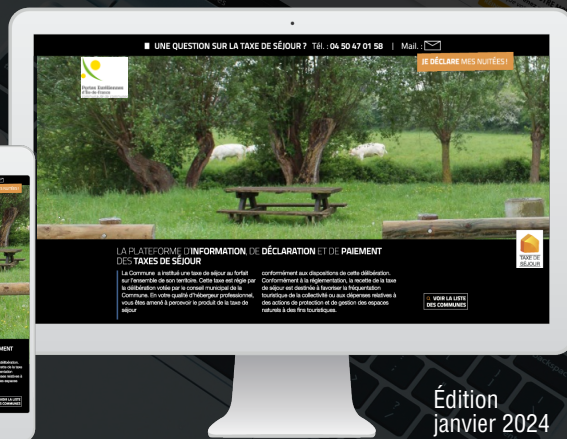 UNE QUESTION SUR LA TAXE DE SÉJOUR ? Tél. : 04 50 47 01 58 | Mail. :
JE DÉCLARE MES NUITÉES !
Portes Euréliennes
d'Île-de-France
LA PLATEFORME D'INFORMATION, DE DÉCLARATION ET DE PAIEMENT
DES TAXES DE SÉJOUR
La Commune a institué une taxe de séjour au forfait
sur l'ensemble de son territoire. Cette taxe est régie par
la délibération votée par le conseil municipal de la
Commune. En votre qualité d'hébergeur professionnel,
vous êtes amené à percevoir le produit de la taxe de
séjour
conformément aux dispositions de cette délibération.
Conformément à la réglementation, la recette de la taxe
de séjour est destinée à favoriser la fréquentation
touristique de la collectivité ou aux dépenses relatives à
des actions de protection et de gestion des espaces
naturels à des fins touristiques.
TAXE DE
SÉJOUR
VOIR LA LISTE
DES COMMUNES
Édition
janvier 2024